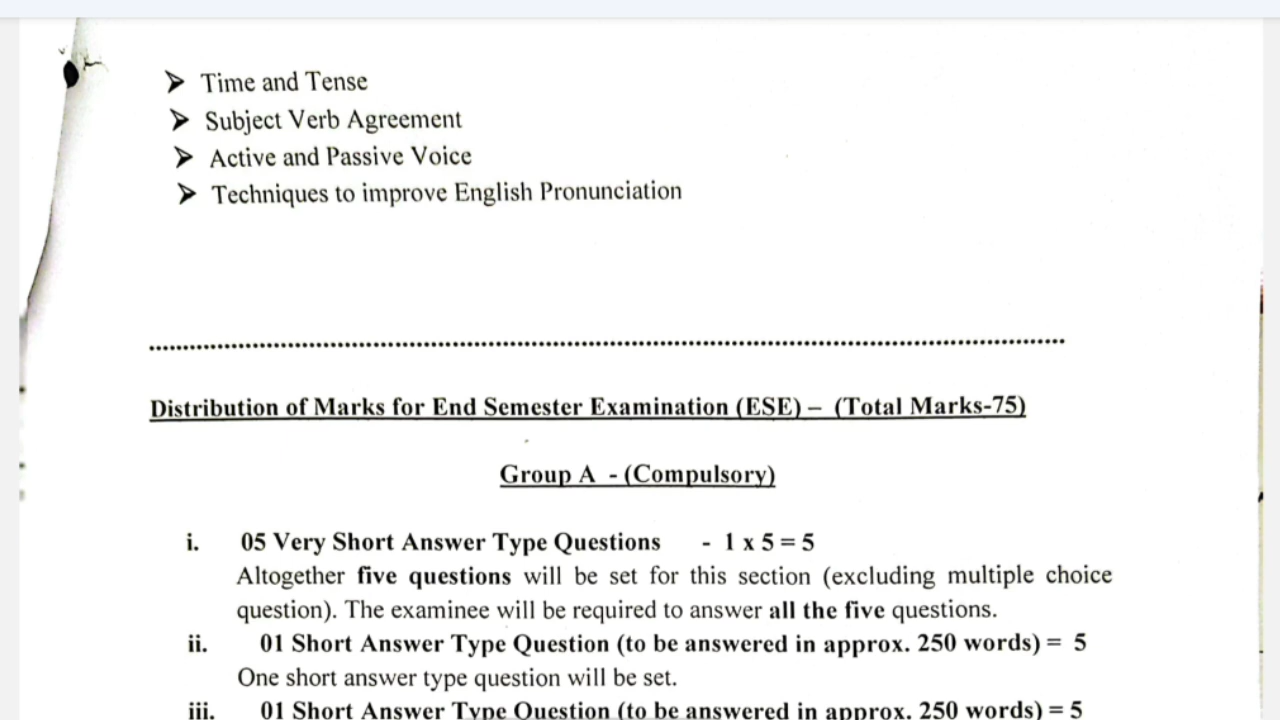 ➢ Time and Tense
➢ Subject Verb Agreement
➢ Active and Passive Voice
➢ Techniques to improve English Pronunciation
Distribution of Marks for End Semester Examination (ESE) – (Total Marks-75)
Group A - (Compulsory)
i. 05 Very Short Answer Type Questions - 1 x 5 = 5
Altogether five questions will be set for this section (excluding multiple choice
question). The examinee will be required to answer all the five questions.
ii. 01 Short Answer Type Question (to be answered in approx. 250 words) = 5
One short answer type question will be set.
iii. 01 Short Answer Type Question (to be answered in approx. 250 words) = 5